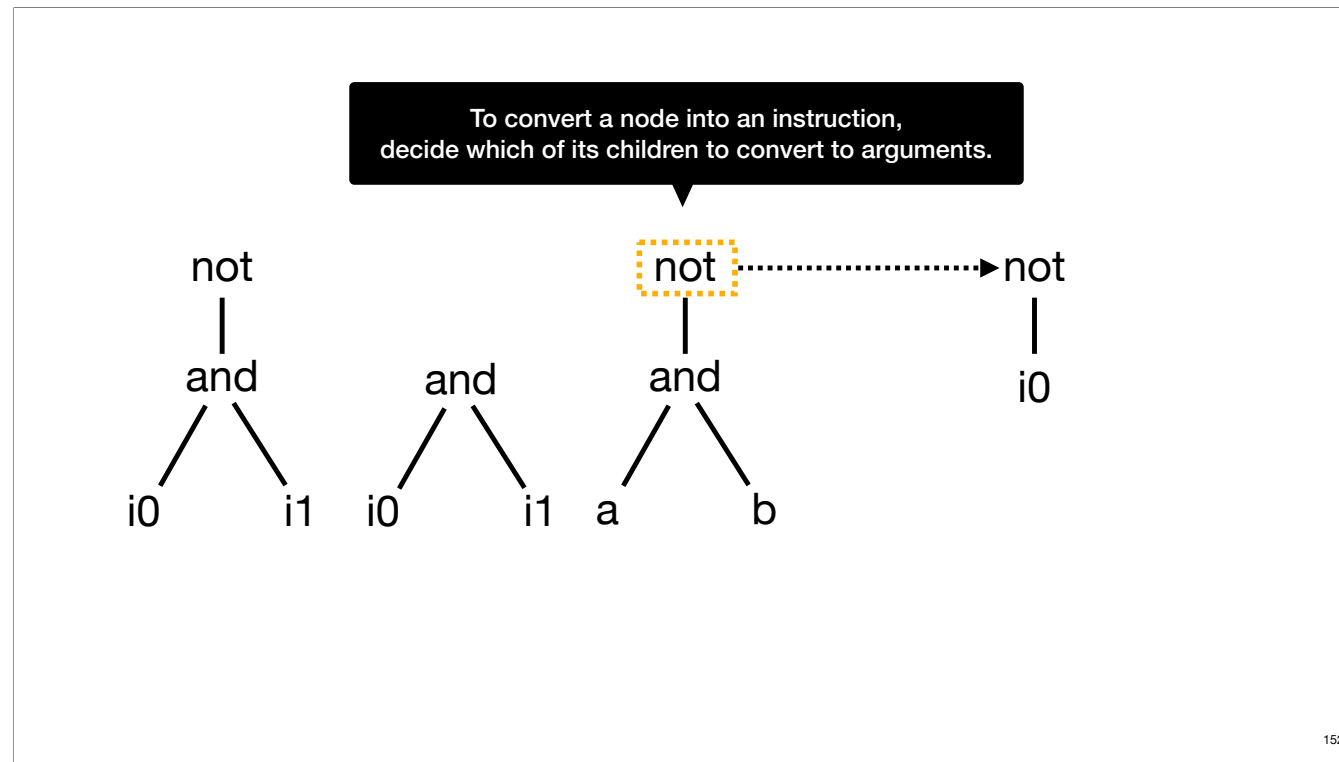 To convert a node into an instruction,
decide which of its children to convert to arguments.
not not not
and and and i0
i0 i1 i0 i1 a b
152